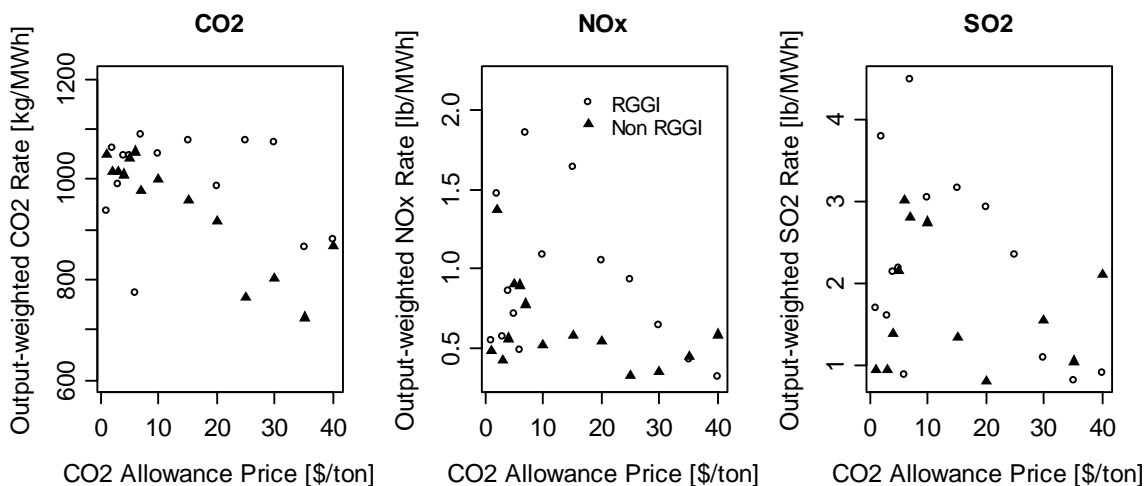 CO2
Output-weighted CO2 Rate [kg/MWh]
1200
1000
800
600
0 10 20 30 40
CO2 Allowance Price [$/ton]
NOx
Output-weighted NOx Rate [lb/MWh]
2.0
1.5
1.0
0.5
RGGI
Non RGGI
0 10 20 30 40
CO2 Allowance Price [$/ton]
SO2
Output-weighted SO2 Rate [lb/MWh]
4
3
2
1
0 10 20 30 40
CO2 Allowance Price [$/ton]